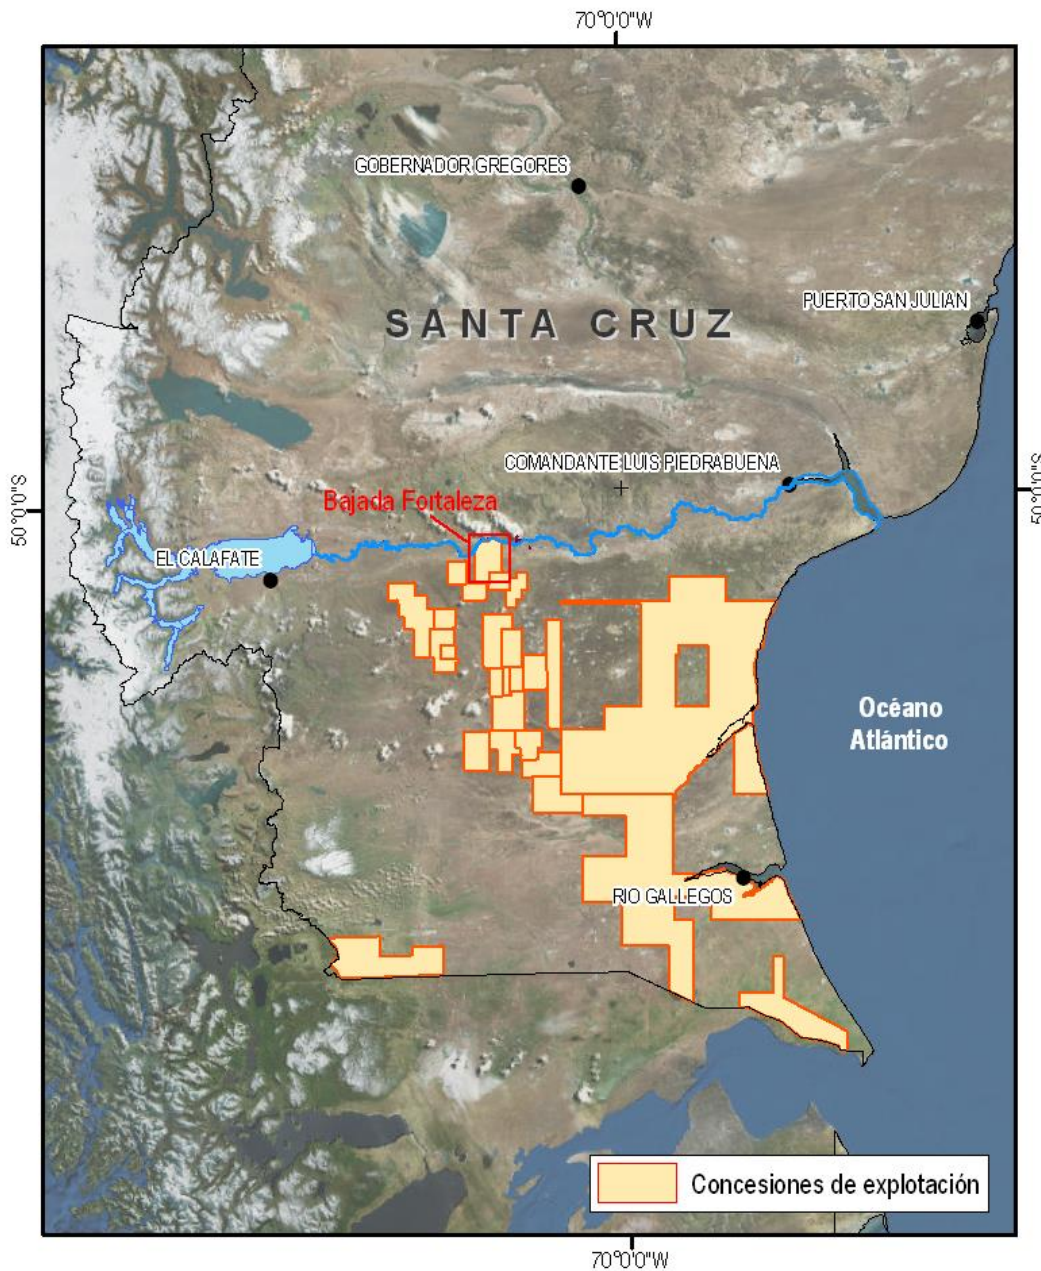 70°0'0"W
GOBERNADOR GREGORES
PUERTO SAN JULIAN
SANTA CRUZ
COMANDANTE LUIS PIEDRABUENA
50°0'0"S
50°0'0"S
Bajada Fortaleza
EL CALAFATE
Océano
Atlántico
RIO GALLEGOS
Concesiones de explotación
70°0'0"W